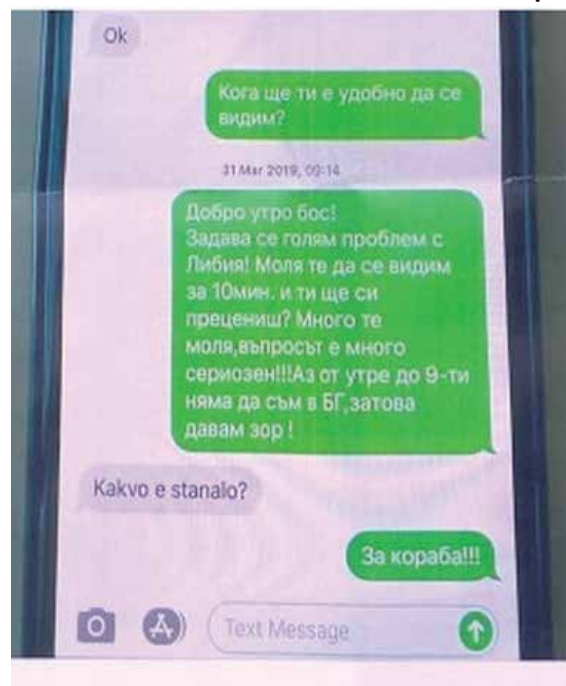 Ok
Кога ще ти е удобно да се
видим?
31 Mar 2019, 09:14
Добро утро бос!
Задава се голям проблем с
Либия! Моля те да се видим
за 10мин. и ти ще си
прецениш? Много те
моля,въпросът е много
сериозен!!!Аз от утре до 9-ти
няма да съм в БГ,затова
давам зор !
Kakvo e stanalo?
За кораба!!!
Text Message